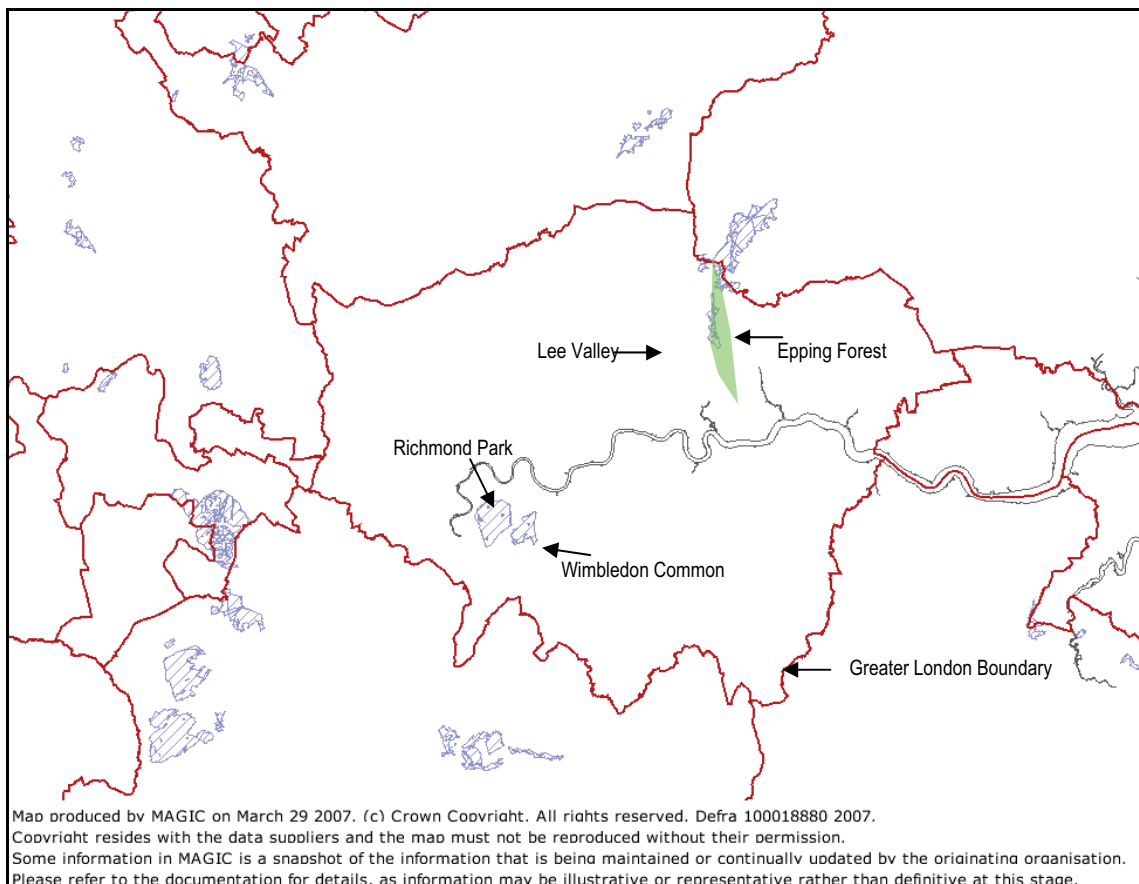 Lee Valley
Epping Forest
Richmond Park
Wimbledon Common
Greater London Boundary
Map produced by MAGIC on March 29 2007. (c) Crown Copyright. All rights reserved. Defra 100018880 2007.
Copyright resides with the data suppliers and the map must not be reproduced without their permission.
Some information in MAGIC is a snapshot of the information that is being maintained or continually updated by the originating organisation.
Please refer to the documentation for details, as information may be illustrative or representative rather than definitive at this stage.